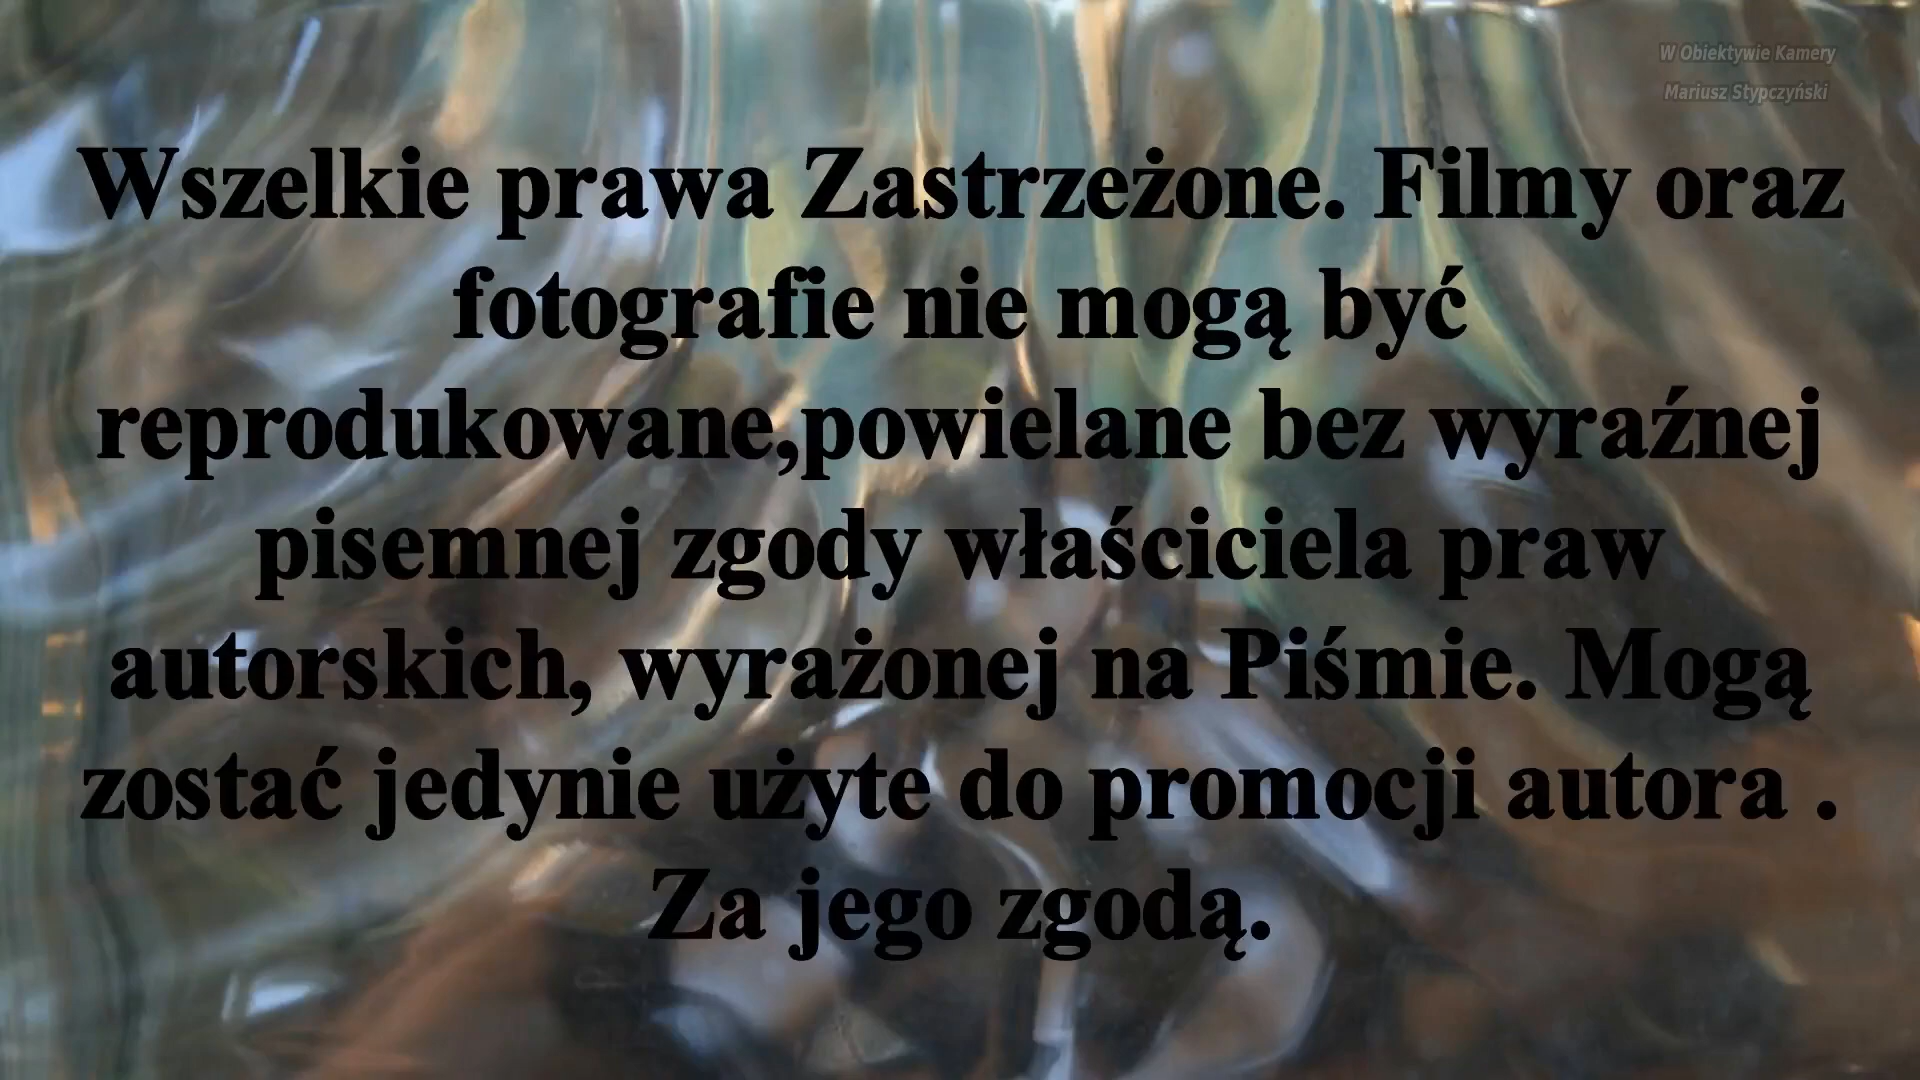 W Obiektywie Kamery
Mariusz Stypczyński
Wszelkie prawa Zastrzeżone. Filmy oraz
fotografie nie mogą być
reprodukowane,powielane bez wyraźnej
pisemnej zgody właściciela praw
autorskich, wyrażonej na Piśmie. Mogą
zostać jedynie użyte do promocji autora .
Za jego zgodą.